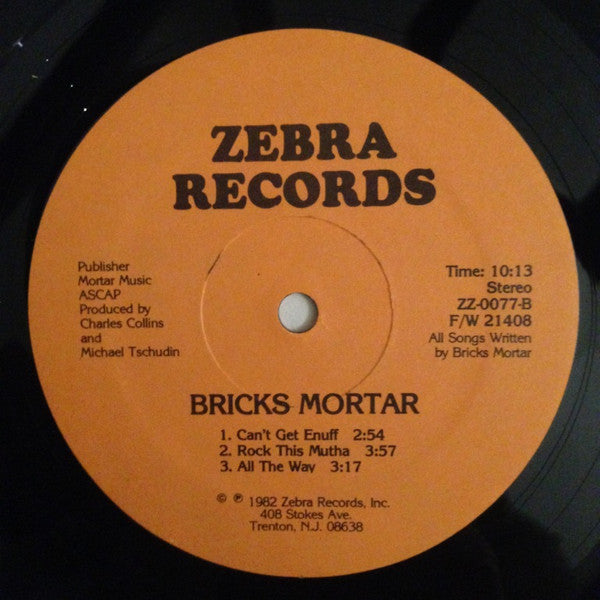 ZEBRA
RECORDS
Publisher
Mortar Music
ASCAP
Produced by
Charles Collins
and
Michael Tschudin
Time: 10:13
Stereo
ZZ-0077-B
F/W 21408
All Songs Written
by Bricks Mortar
BRICKS MORTAR
1. Can't Get Enuff 2:54
2. Rock This Mutha 3:57
3. All The Way 3:17
© ℗ 1982 Zebra Records, Inc.
408 Stokes Ave.
Trenton, N.J. 08638